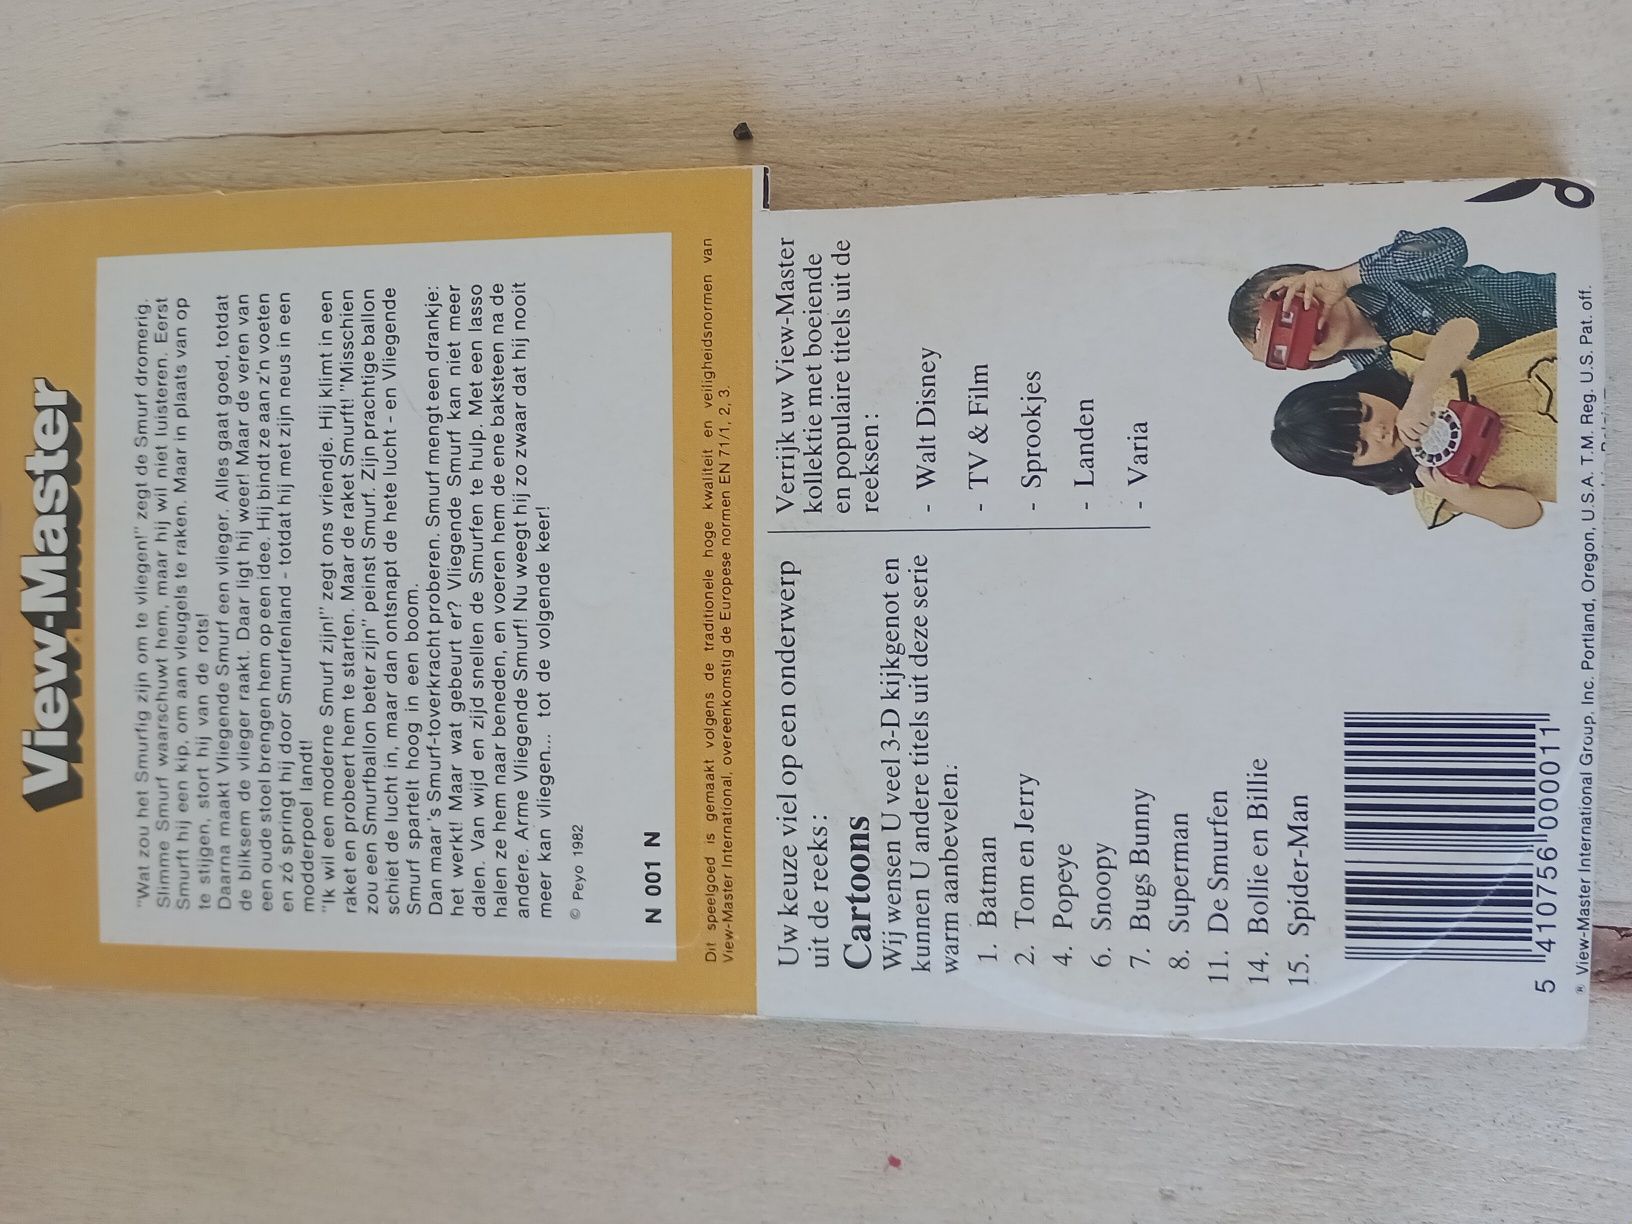 View-Master
"Wat zou het Smurfig zijn om te vliegen!" zegt de Smurf dromerig.
Slimme Smurf waarschuwt hem, maar hij wil niet luisteren. Eerst
Smurft hij een kip, om aan vleugels te raken. Maar in plaats van op
te stijgen, stort hij van de rots!
Daarna maakt Vliegende Smurf een vlieger. Alles gaat goed, totdat
de bliksem de vlieger raakt. Daar ligt hij weer! Maar de veren van
een oude stoel brengen hem op een idee. Hij bindt ze aan z'n voeten
en zó springt hij door Smurfenland - totdat hij met zijn neus in een
modderpoel landt!
"Ik wil een moderne Smurf zijn!" zegt ons vriendje. Hij klimt in een
raket en probeert hem te starten. Maar de raket Smurft! "Misschien
zou een Smurfballon beter zijn" peinst Smurf. Zijn prachtige ballon
schiet de lucht in, maar dan ontsnapt de hete lucht - en Vliegende
Smurf spartelt hoog in een boom.
Dan maar's Smurf-toverkracht proberen. Smurf mengt een drankje:
het werkt! Maar wat gebeurt er? Vliegende Smurf kan niet meer
dalen. Van wijd en zijd snellen de Smurfen te hulp. Met een lasso
halen ze hem naar beneden, en voeren hem de ene baksteen na de
andere. Arme Vliegende Smurf! Nu weegt hij zo zwaar dat hij nooit
meer kan vliegen... tot de volgende keer!
© Peyo 1982
N 001 N
Dit speelgoed is gemaakt volgens de traditionele hoge kwaliteit en veiligheidsnormen van
View-Master International, overeenkomstig de Europese normen EN 71/1, 2, 3.
Uw keuze viel op een onderwerp
uit de reeks:
Cartoons
Wij wensen U veel 3-D kijkgenot en
kunnen U andere titels uit deze serie
warm aanbevelen:
1. Batman
2. Tom en Jerry
4. Popeye
6. Snoopy
7. Bugs Bunny
8. Superman
11. De Smurfen
14. Bollie en Billie
15. Spider-Man
Verrijk uw View-Master
kollektie met boeiende
en populaire titels uit de
reeksen:
- Walt Disney
- TV & Film
- Sprookjes
- Landen
- Varia
5 410756 000011
® View-Master International Group, Inc. Portland, Oregon, U.S.A. T.M. Reg. U.S. Pat. off.